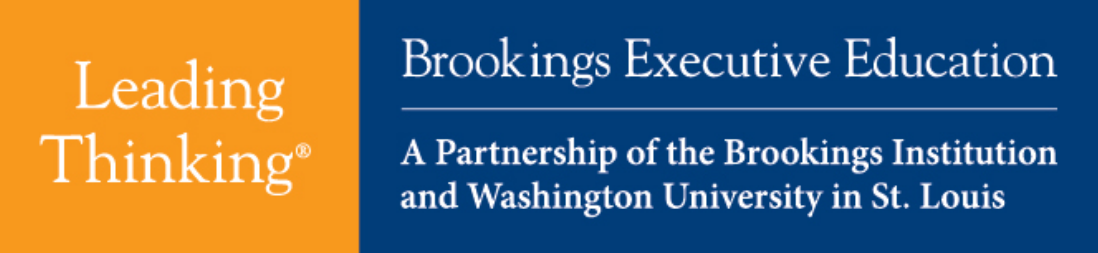 Leading
Thinking®
Brookings Executive Education
A Partnership of the Brookings Institution
and Washington University in St. Louis